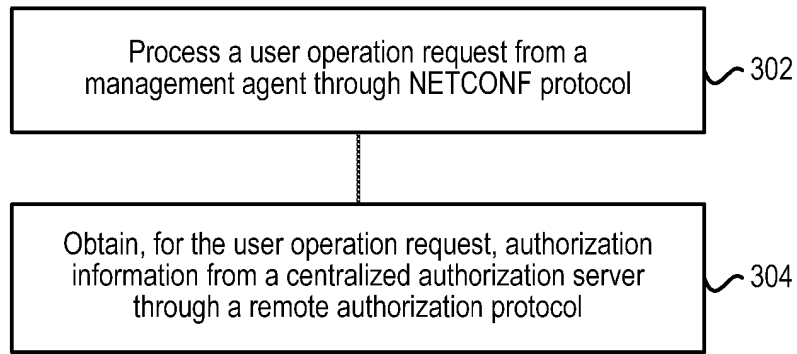 Process a user operation request from a
management agent through NETCONF protocol
302
Obtain, for the user operation request, authorization
information from a centralized authorization server
through a remote authorization protocol
304